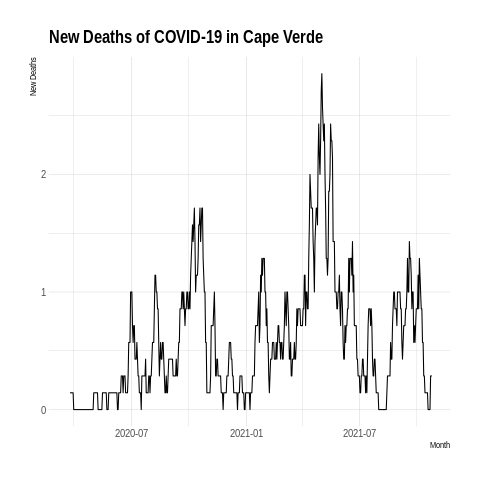 New Deaths of COVID-19 in Cape Verde
New Deaths
2
1
0
2020-07
2021-01
2021-07
Month